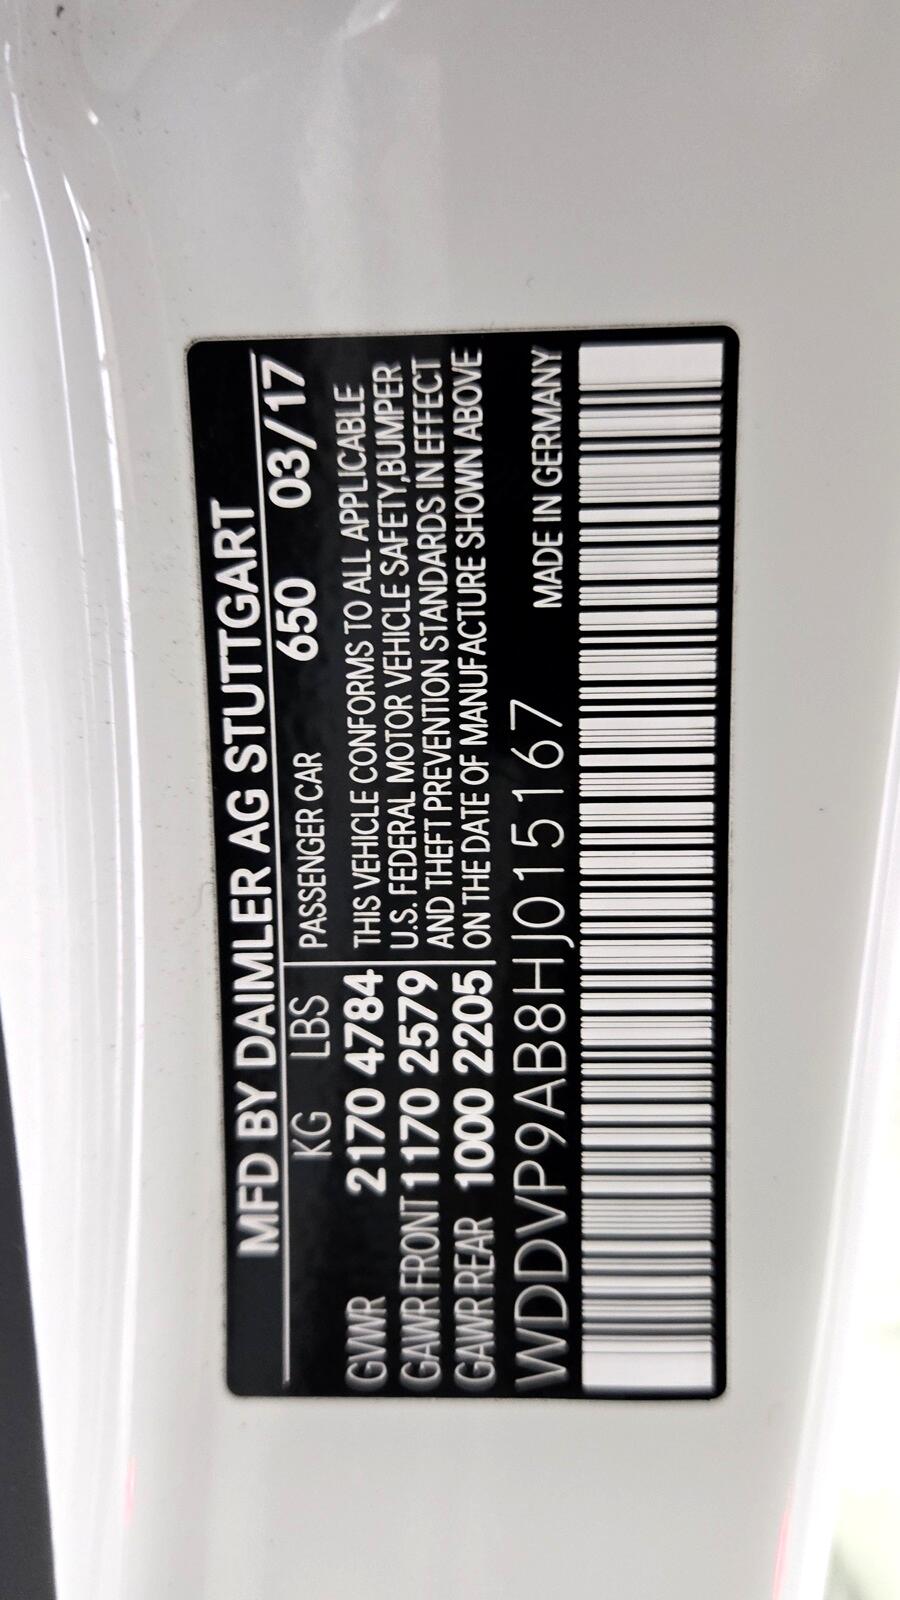 MFD BY DAIMLER AG STUTTGART
KG LBS PASSENGER CAR 650 03/17
GVWR 2170 4784 THIS VEHICLE CONFORMS TO ALL APPLICABLE
U.S. FEDERAL MOTOR VEHICLE SAFETY,BUMPER
GAWR FRONT 1170 2579 AND THEFT PREVENTION STANDARDS IN EFFECT
GAWR REAR 1000 2205 ON THE DATE OF MANUFACTURE SHOWN ABOVE
WDDVP9AB8HJ015167 MADE IN GERMANY